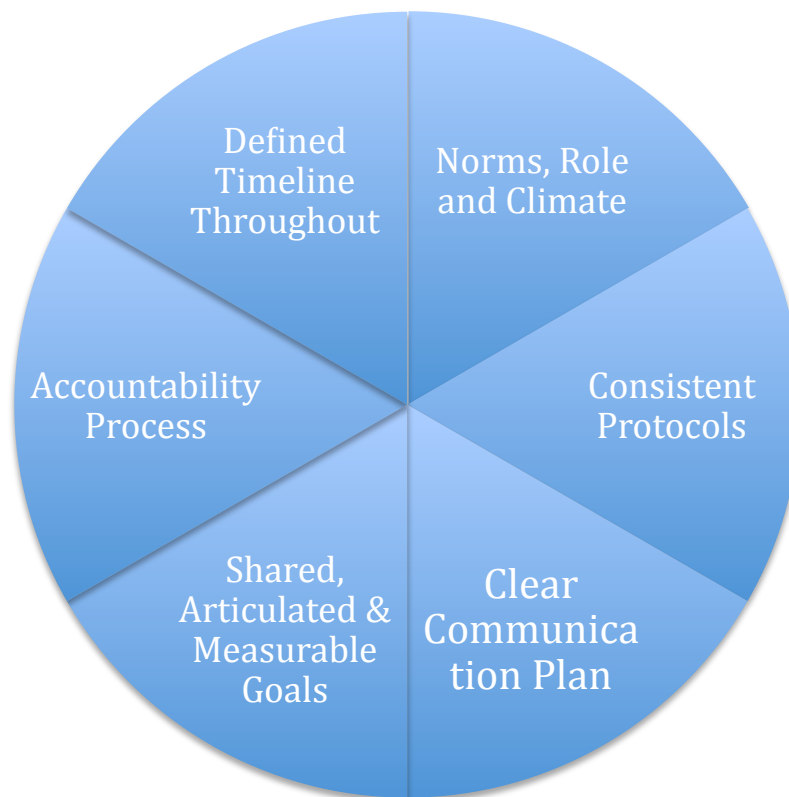 Defined
Timeline
Throughout
Norms, Role
and Climate
Accountability
Process
Consistent
Protocols
Shared,
Articulated &
Measurable
Goals
Clear
Communica
tion Plan